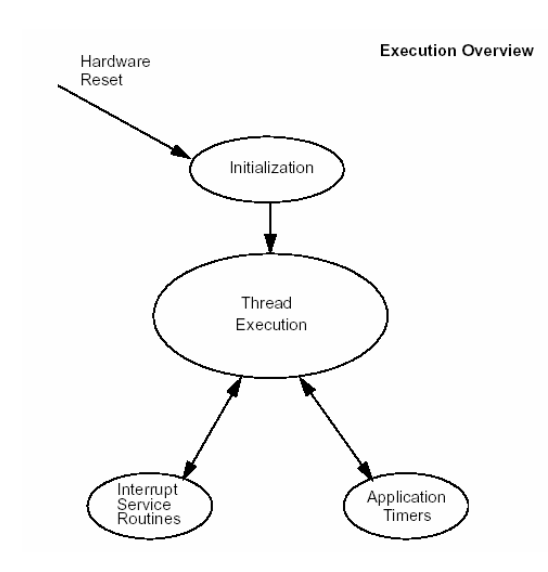 Execution Overview
Hardware
Reset
Initialization
Thread
Execution
Interrupt
Service
Routines
Application
Timers